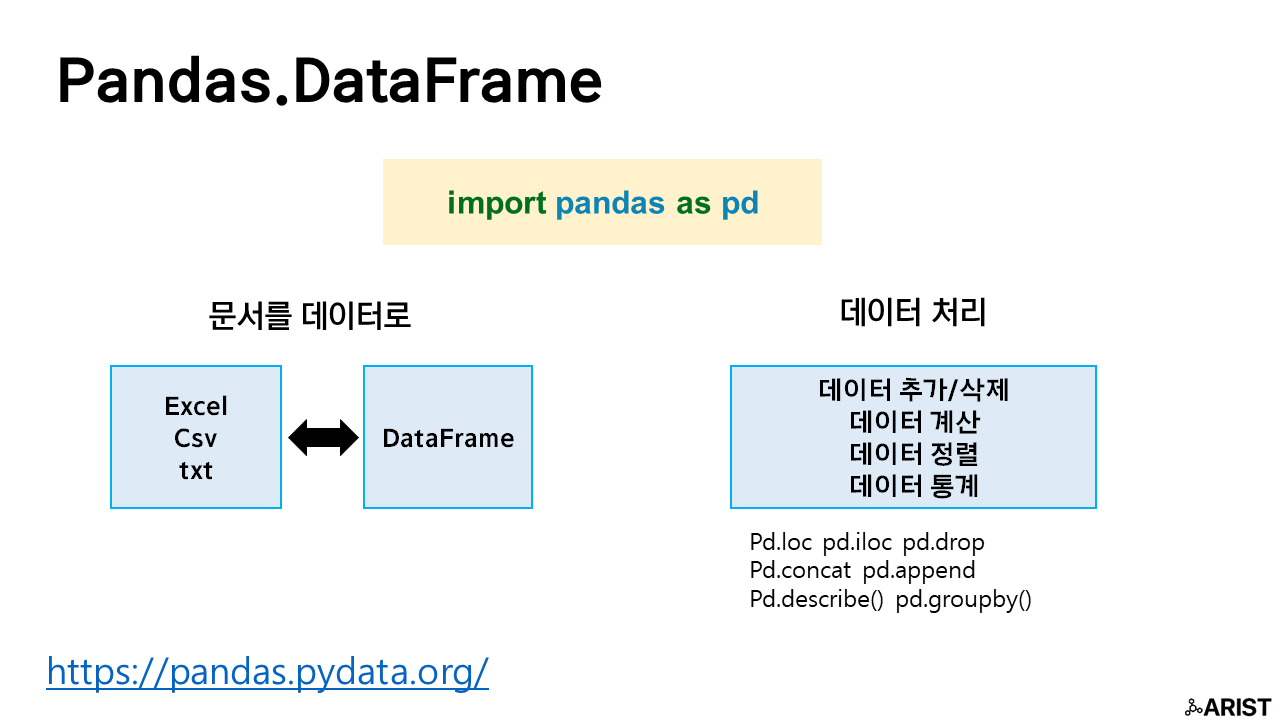 Pandas.DataFrame
import pandas as pd
문서를 데이터로
Excel
Csv
txt
DataFrame
데이터 처리
데이터 추가/삭제
데이터 계산
데이터 정렬
데이터 통계
Pd.loc pd.iloc pd.drop
Pd.concat pd.append
Pd.describe() pd.groupby()
https://pandas.pydata.org/
ARIST